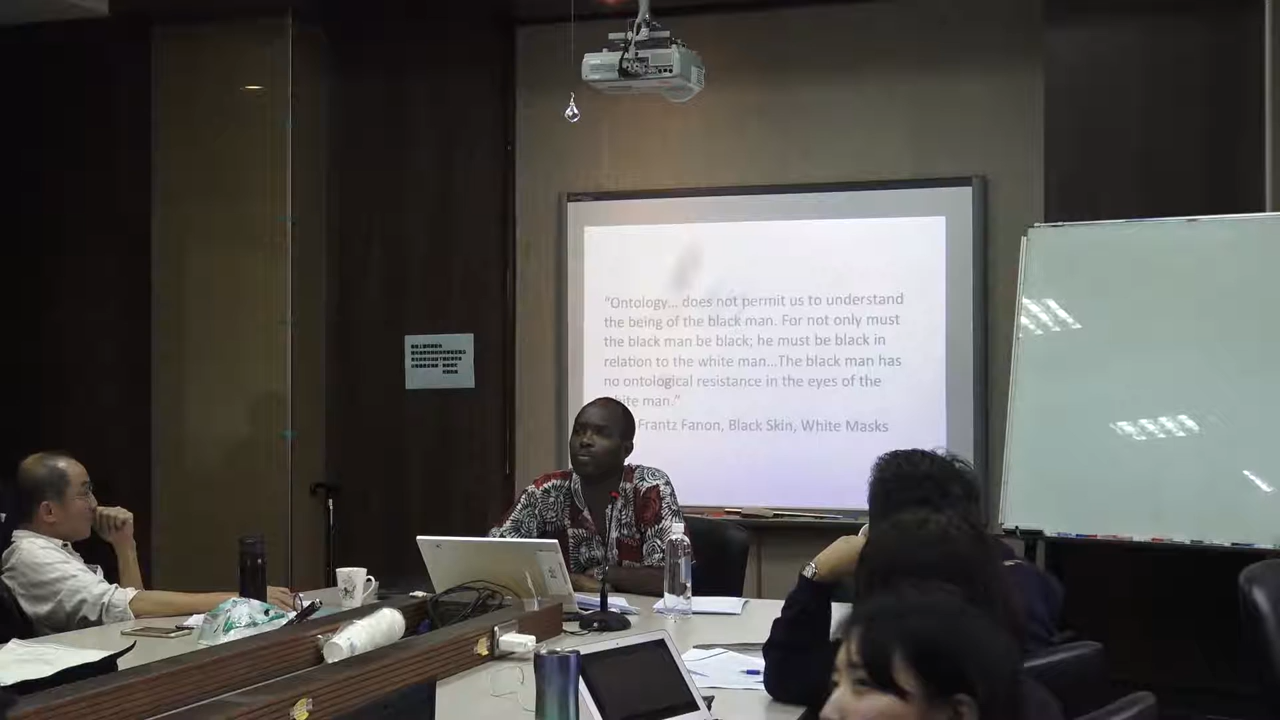 “Ontology... does not permit us to understand
the being of the black man. For not only must
the black man be black; he must be black in
relation to the white man...The black man has
no ontological resistance in the eyes of the
white man.”
Frantz Fanon, Black Skin, White Masks